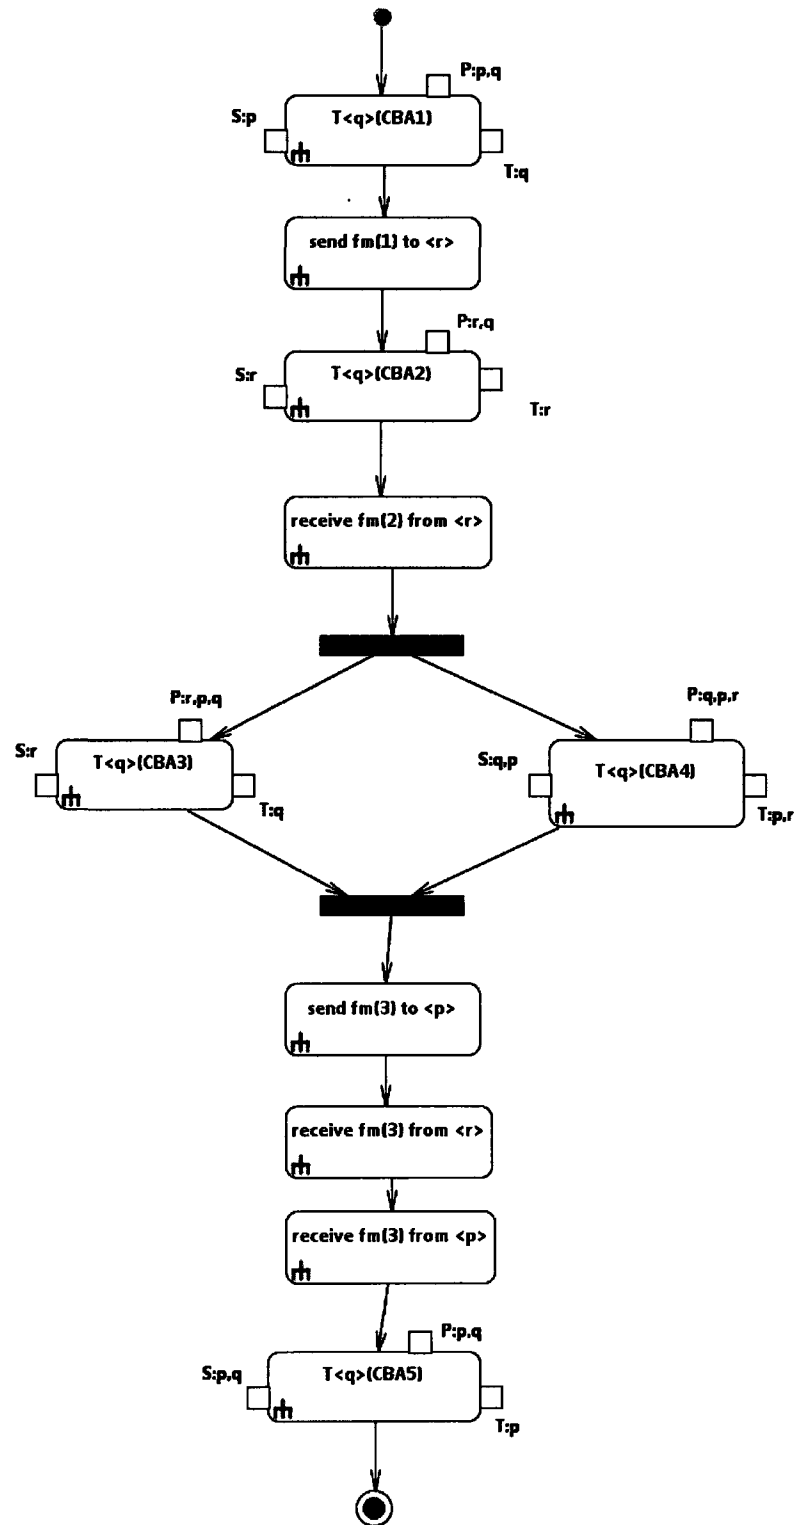 P:p,q
S:p
T<q>(CBA1)
T:q
send fm(1) to <r>
P:r,q
S:r
T<q>(CBA2)
T:r
receive fm(2) from <r>
P:r,p,q
P:q,p,r
S:r
T<q>(CBA3)
T:q
S:q,p
T<q>(CBA4)
T:p,r
send fm(3) to <p>
receive fm(3) from <r>
receive fm(3) from <p>
P:p,q
S:p,q
T<q>(CBA5)
T:p